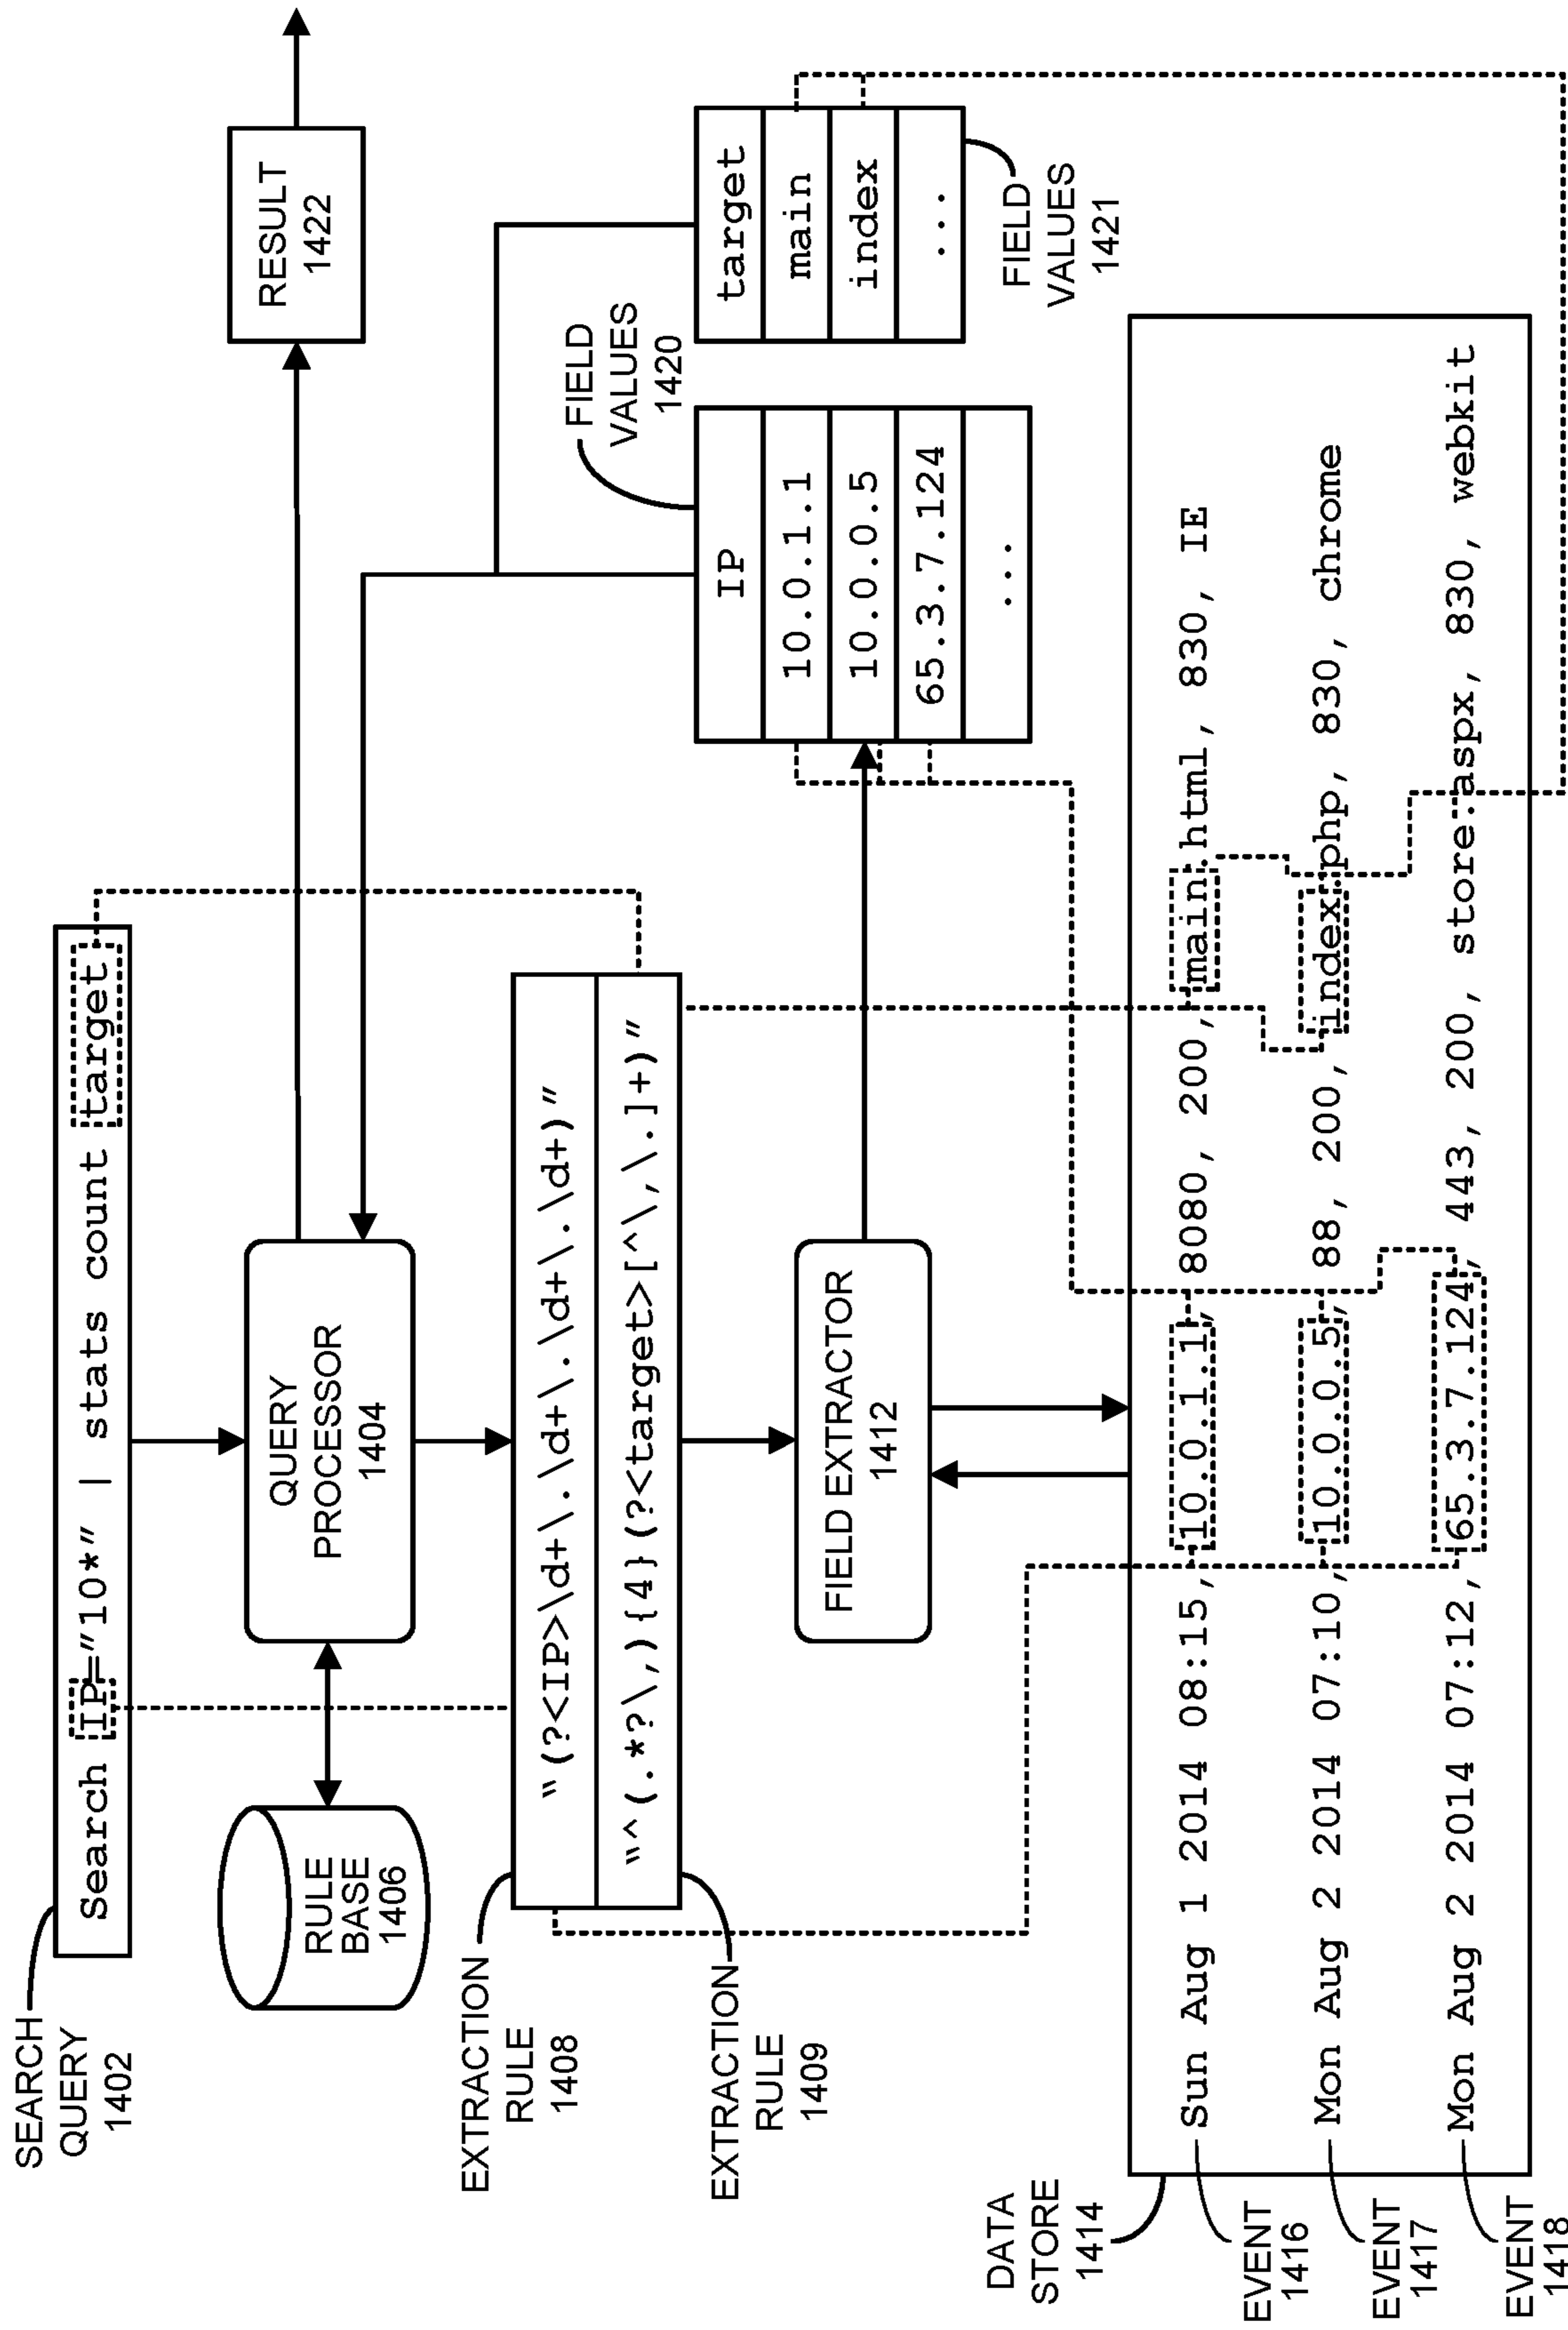 SEARCH
QUERY
1402
Search IP="10*" | stats count target
RULE
BASE
1406
QUERY
PROCESSOR
1404
RESULT
1422
EXTRACTION
RULE
1408
"(?<IP>\d+\.\d+\.\d+\.\d+)"
"^(.*?\,){4}(?<target>[^\,\.]+)"
EXTRACTION
RULE
1409
FIELD EXTRACTOR
1412
FIELD
VALUES
1420
IP
10.0.1.1
10.0.0.5
65.3.7.124
...
target
main
index
...
FIELD
VALUES
1421
DATA
STORE
1414
Sun Aug 1 2014 08:15, 10.0.1.1, 8080, 200, main.html, 830, IE
Mon Aug 2 2014 07:10, 10.0.0.5, 88, 200, index.php, 830, chrome
Mon Aug 2 2014 07:12, 65.3.7.124, 443, 200, store.aspx, 830, webkit
EVENT
1416
EVENT
1417
EVENT
1418